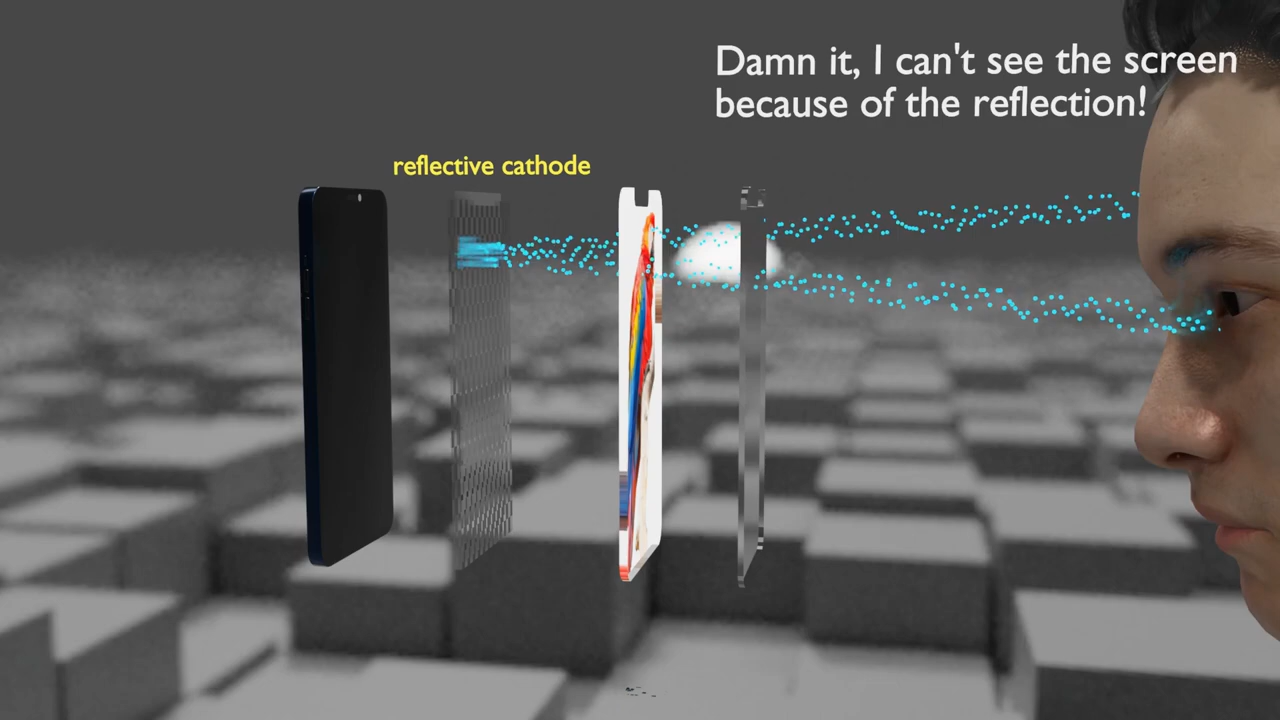 Damn it, I can't see the screen
because of the reflection!
reflective cathode